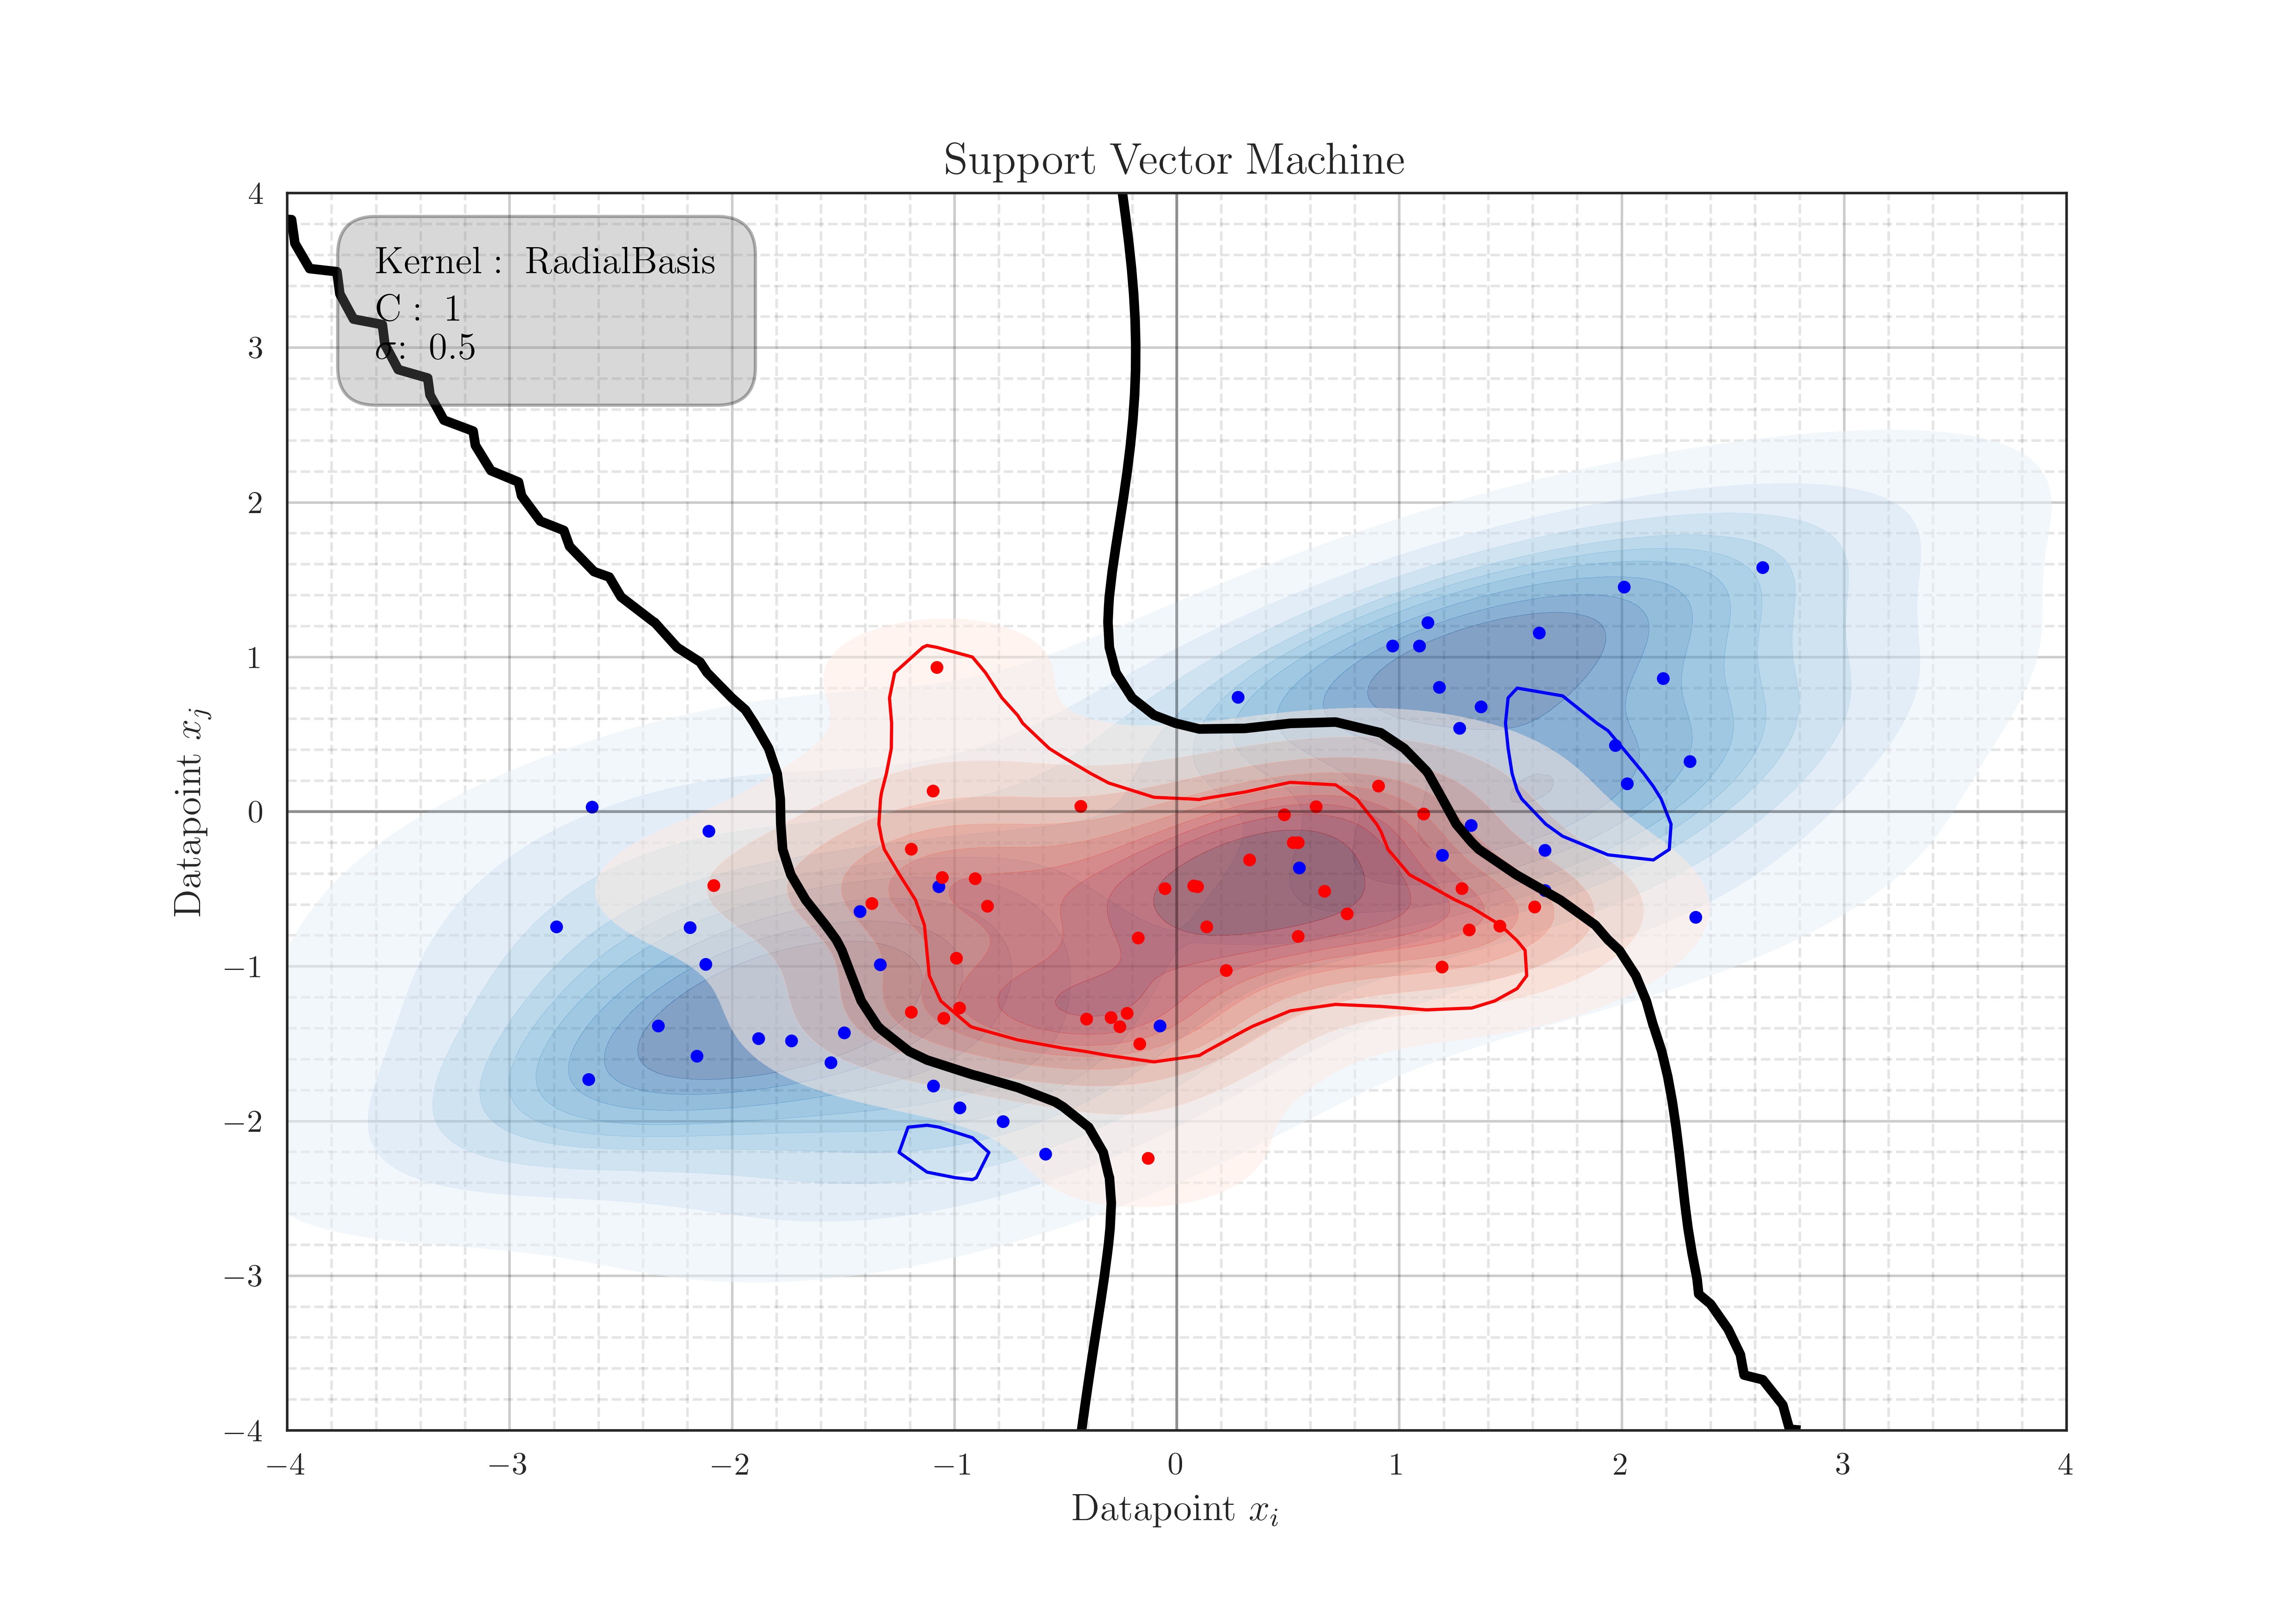 Support Vector Machine
Kernel : RadialBasis
C : 1
σ: 0.5
4
3
2
1
0
−1
−2
−3
−4
Datapoint x_j
−4 −3 −2 −1 0 1 2 3 4
Datapoint x_i